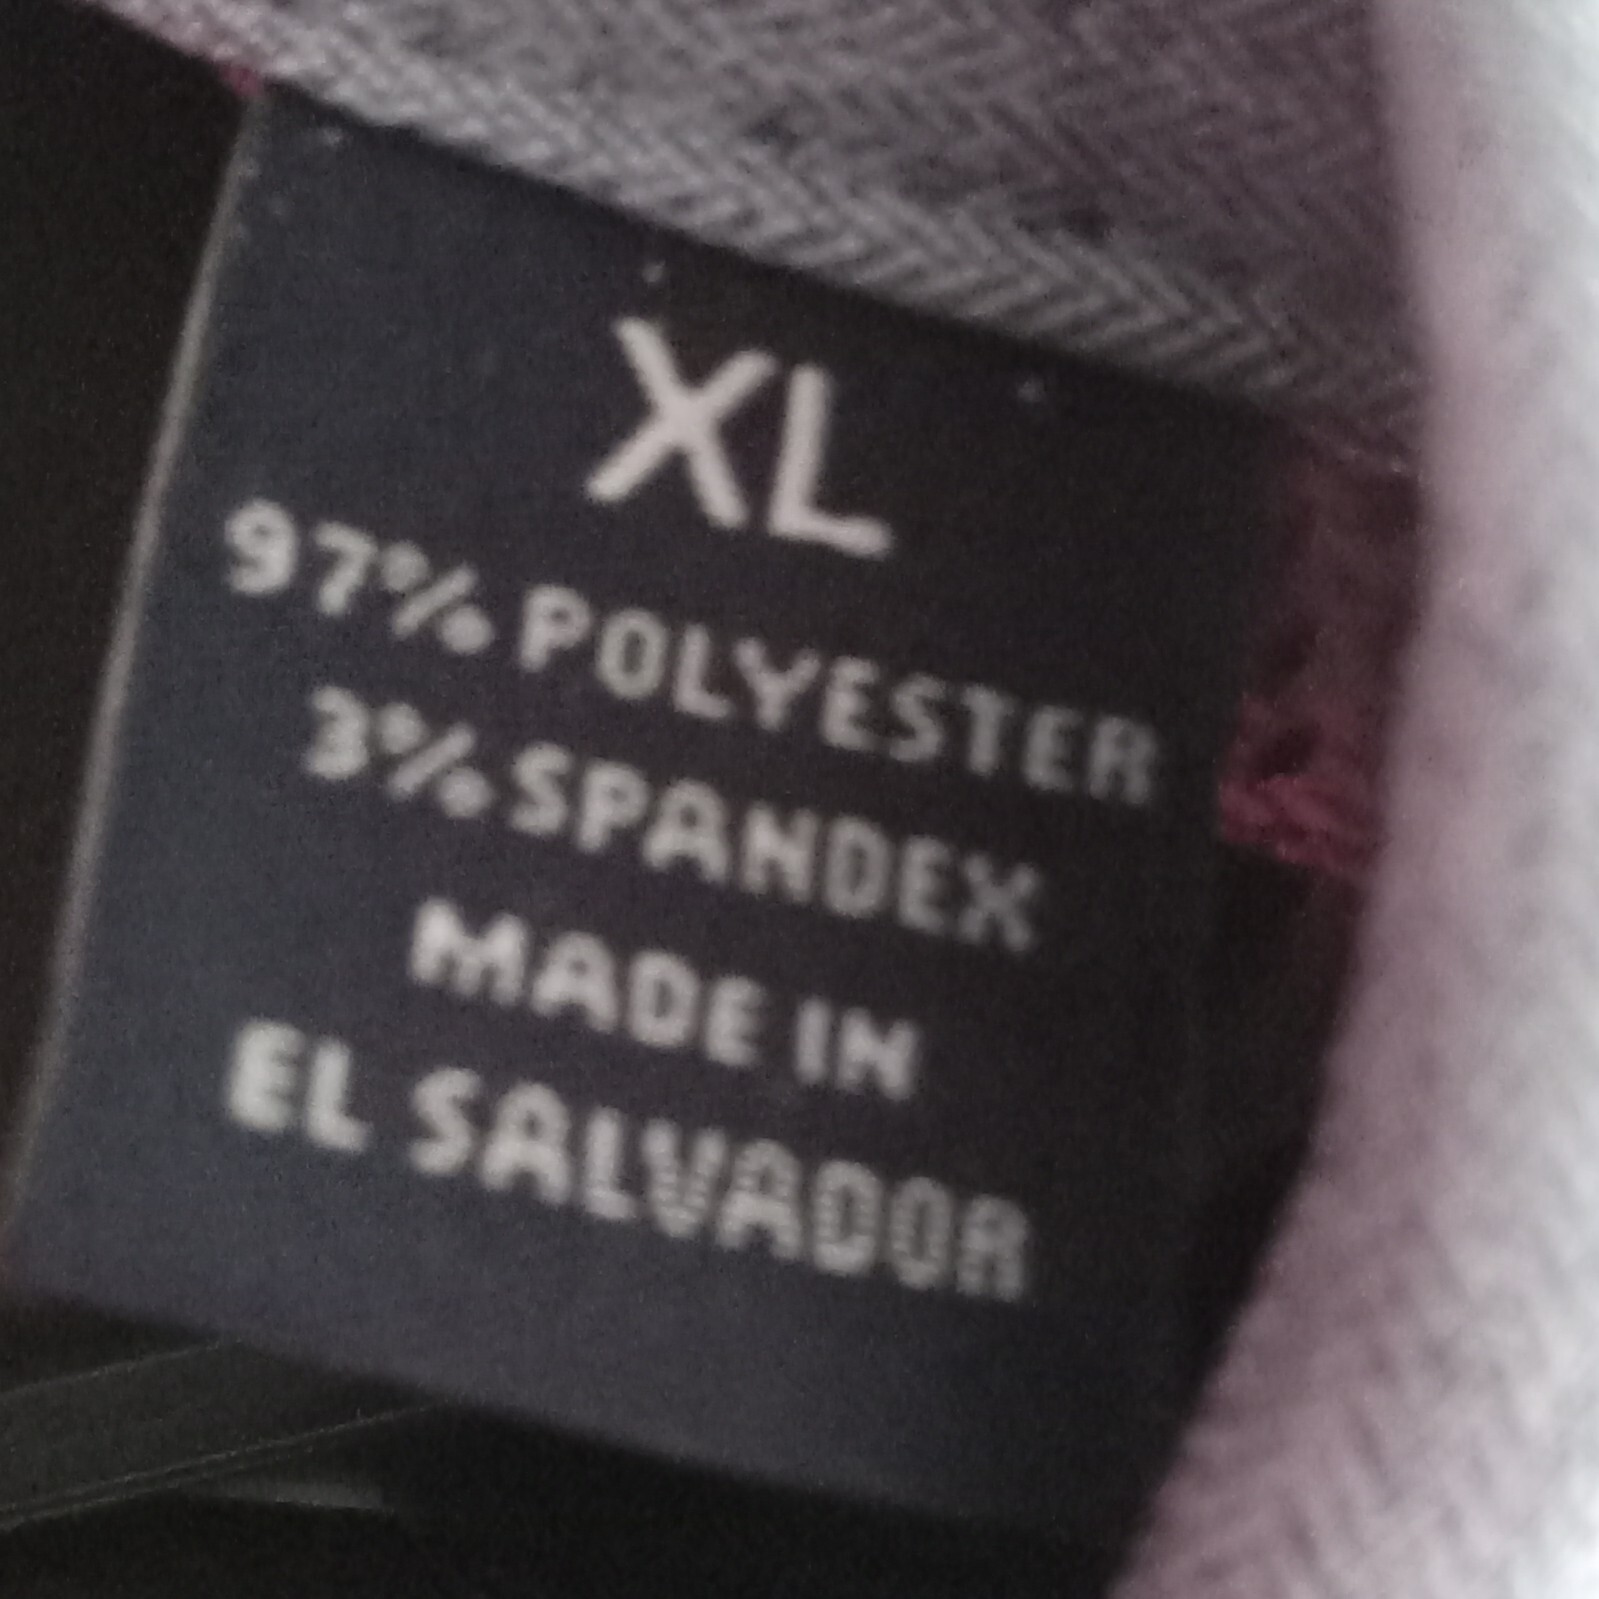 XL
97% POLYESTER
3% SPANDEX
MADE IN
EL SALVADOR